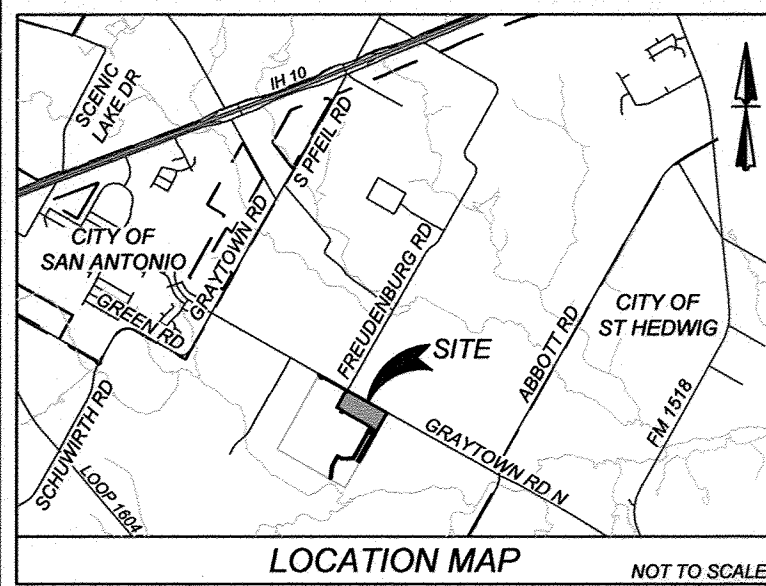 SCENIC
LAKE DR
IH 10
S PFEIL RD
CITY OF
SAN ANTONIO
GRAYTOWN RD
GREEN RD
FREUDENBURG RD
SITE
ABBOTT RD
CITY OF
ST HEDWIG
FM 1518
SCHUWIRTH RD
LOOP 1604
GRAYTOWN RD N
LOCATION MAP
NOT TO SCALE